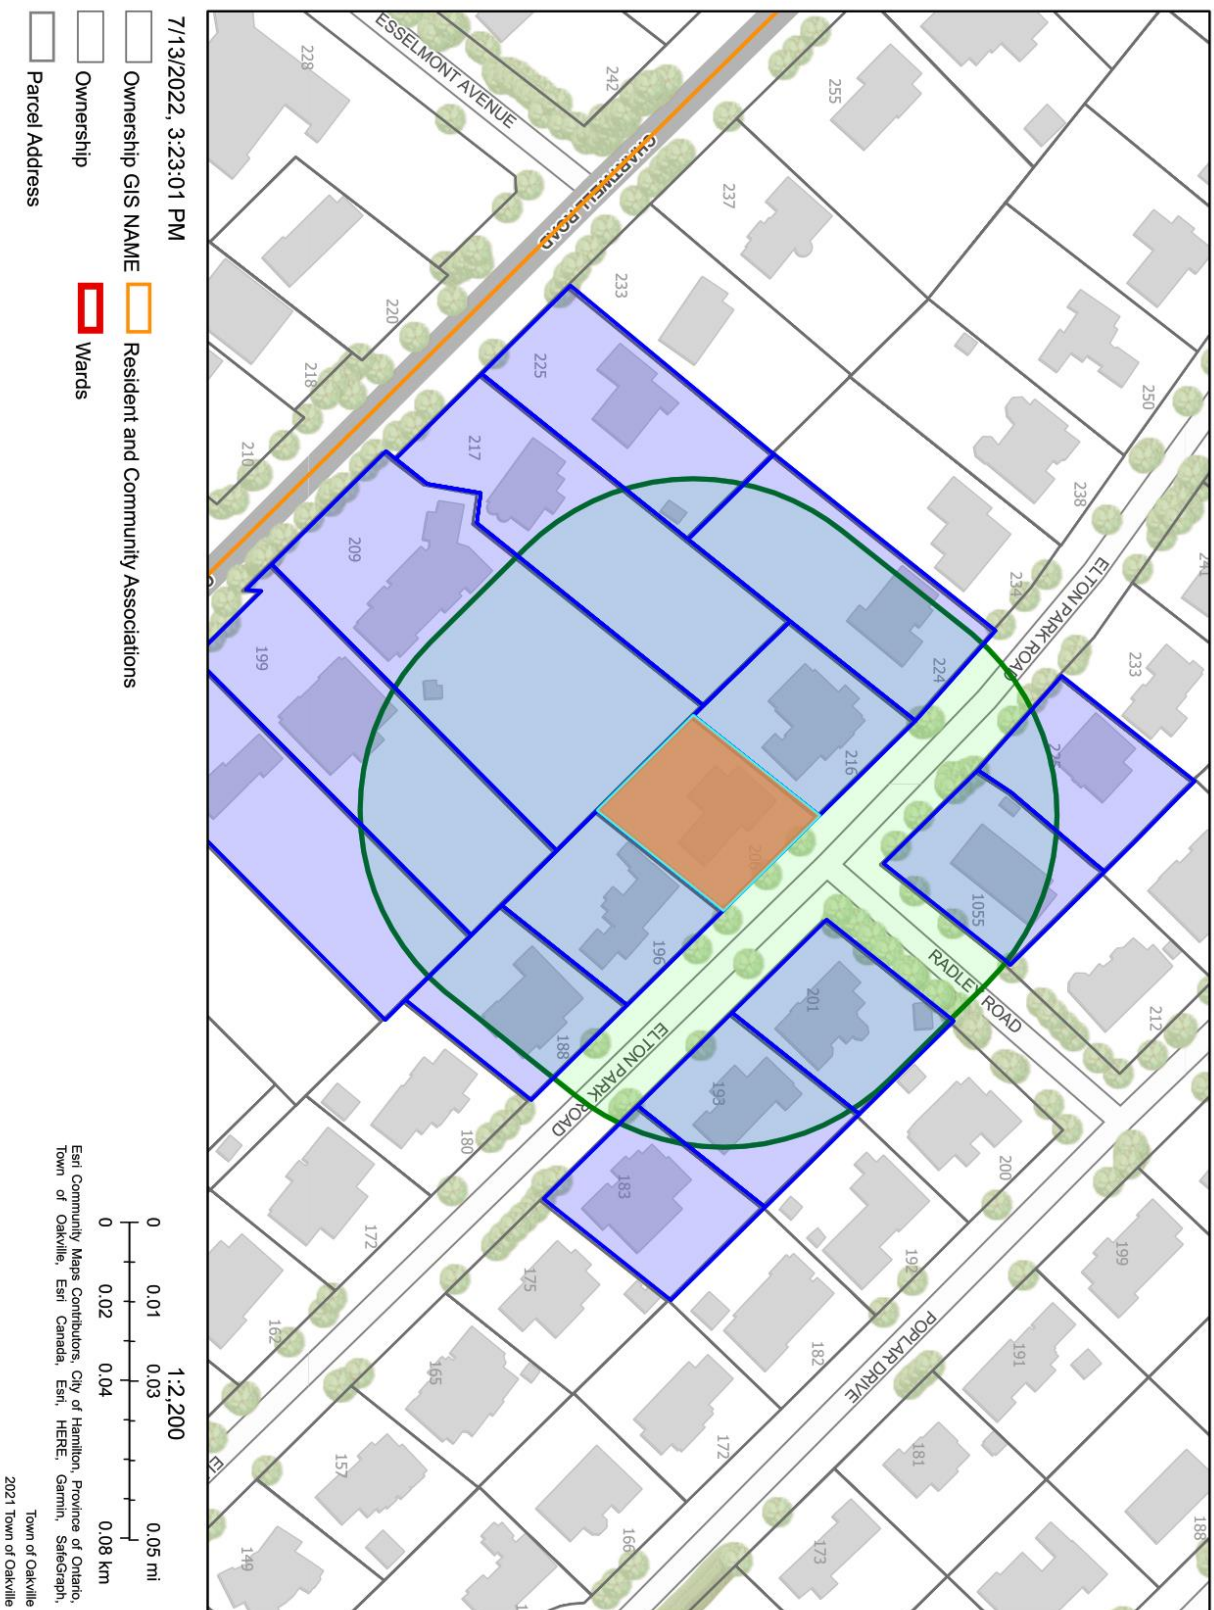 ESSELMONT AVENUE
228
242
CHARTWELL ROAD
255
237
233
220
218
210
225
217
209
199
250
238
234
ELTON PARK ROAD
241
233
224
216
1055
RADLEY ROAD
212
196
201
188
193
183
ELTON PARK ROAD
180
172
162
175
165
157
149
200
192
182
172
166
POPLAR DRIVE
199
191
181
173
188
7/13/2022, 3:23:01 PM
Ownership GIS NAME
Ownership
Parcel Address
Resident and Community Associations
Wards
1:2,200
0 0.01 0.03 0.05 mi
0 0.02 0.04 0.08 km
Esri Community Maps Contributors, City of Hamilton, Province of Ontario,
Town of Oakville, Esri Canada, Esri, HERE, Garmin, SafeGraph,
Town of Oakville
2021 Town of Oakville